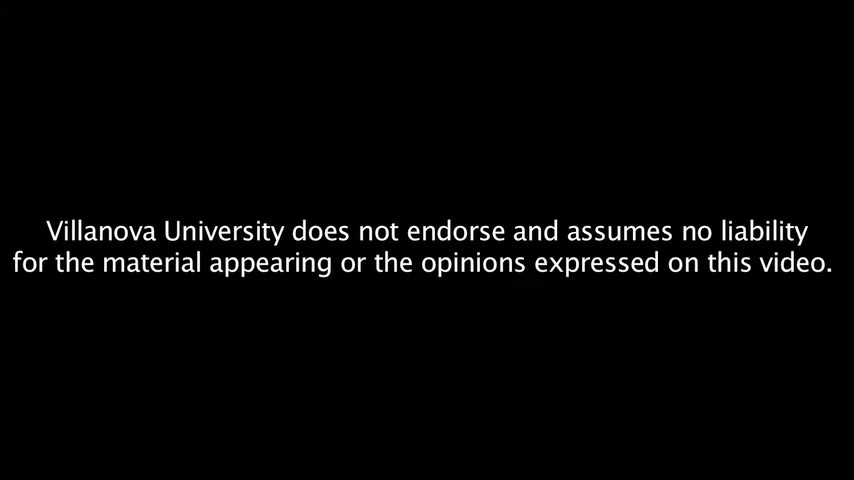 Villanova University does not endorse and assumes no liability
for the material appearing or the opinions expressed on this video.